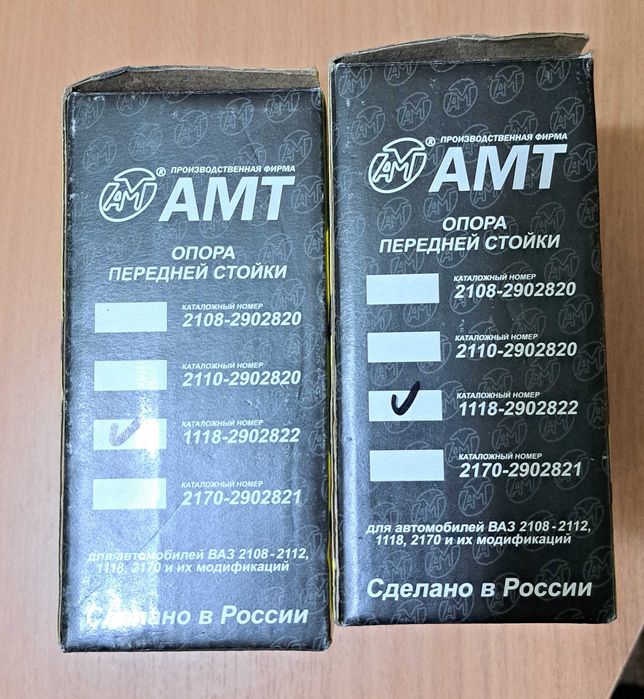 ПРОИЗВОДСТВЕННАЯ ФИРМА
АМТ
®
АМТ
ОПОРА
ПЕРЕДНЕЙ СТОЙКИ
КАТАЛОЖНЫЙ НОМЕР
2108-2902820
КАТАЛОЖНЫЙ НОМЕР
2110-2902820
КАТАЛОЖНЫЙ НОМЕР
1118-2902822
КАТАЛОЖНЫЙ НОМЕР
2170-2902821
для автомобилей ВАЗ 2108 - 2112,
1118, 2170 и их модификаций
Сделано в России
ПРОИЗВОДСТВЕННАЯ ФИРМА
АМТ
®
АМТ
ОПОРА
ПЕРЕДНЕЙ СТОЙКИ
КАТАЛОЖНЫЙ НОМЕР
2108-2902820
КАТАЛОЖНЫЙ НОМЕР
2110-2902820
КАТАЛОЖНЫЙ НОМЕР
1118-2902822
КАТАЛОЖНЫЙ НОМЕР
2170-2902821
для автомобилей ВАЗ 2108 - 2112,
1118, 2170 и их модификаций
Сделано в России